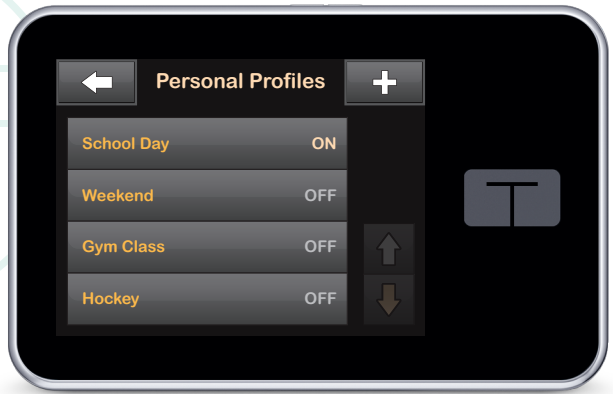 Personal Profiles
School Day ON
Weekend OFF
Gym Class OFF
Hockey OFF